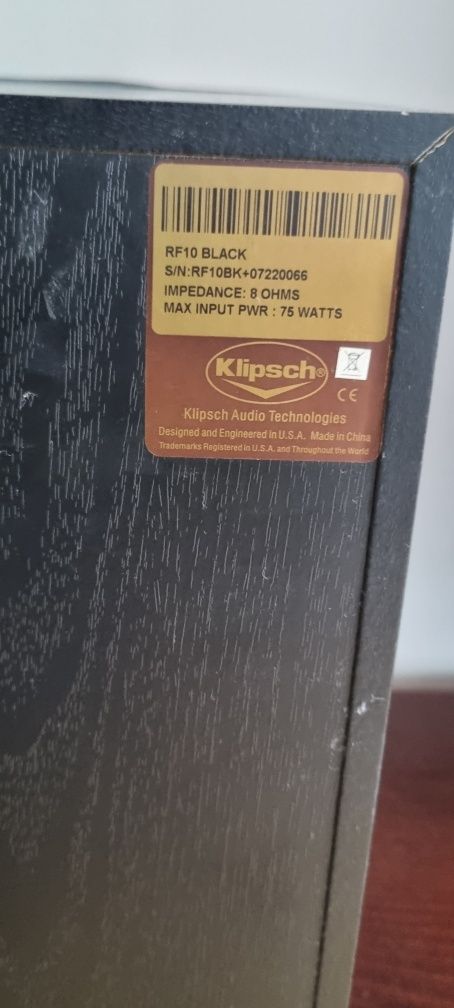 RF10 BLACK
S/N:RF10BK+07220066
IMPEDANCE: 8 OHMS
MAX INPUT PWR : 75 WATTS
Klipsch®
CE
Klipsch Audio Technologies
Designed and Engineered in U.S.A. Made in China
Trademarks Registered in U.S.A. and Throughout the World